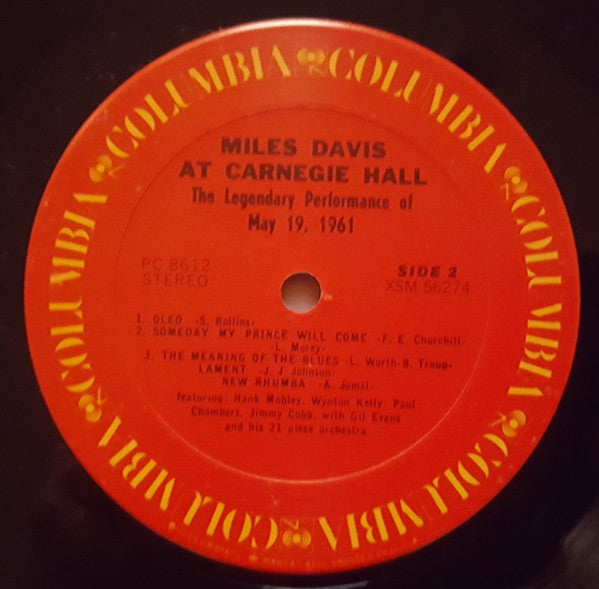 COLUMBIA COLUMBIA COLUMBIA COLUMBIA COLUMBIA COLUMBIA
MILES DAVIS
AT CARNEGIE HALL
The Legendary Performance of
May 19, 1961
PC 8612
STEREO
SIDE 2
XSM 56274
1. OLEO -S. Rollins-
2. SOMEDAY MY PRINCE WILL COME -F. E. Churchill-
-L. Morey-
3. THE MEANING OF THE BLUES -L. Worth-B. Troup-
LAMENT -J. J. Johnson-
NEW RHUMBA -A. Jamal-
featuring: Hank Mobley, Wynton Kelly, Paul
Chambers, Jimmy Cobb, with Gil Evans
and his 21 piece orchestra